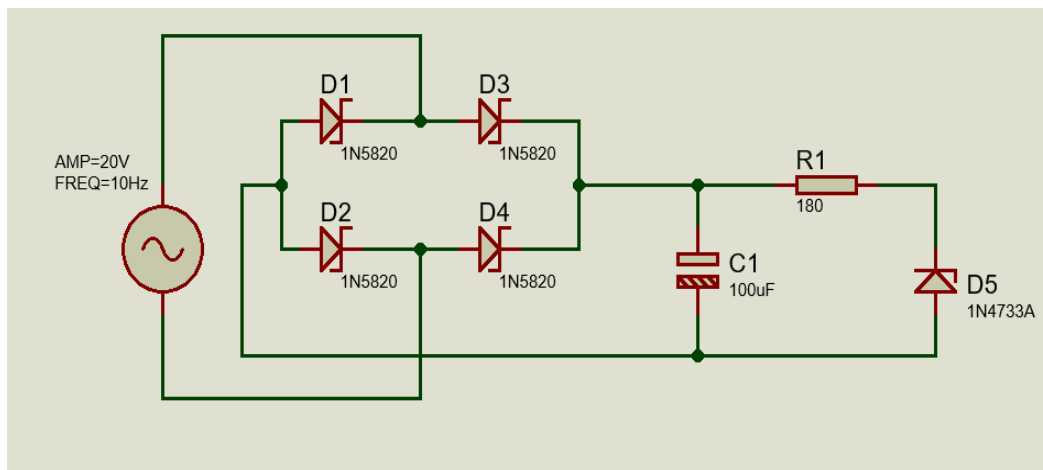 D1
1N5820
D3
1N5820
AMP=20V
FREQ=10Hz
R1
180
D2
1N5820
D4
1N5820
C1
100uF
D5
1N4733A